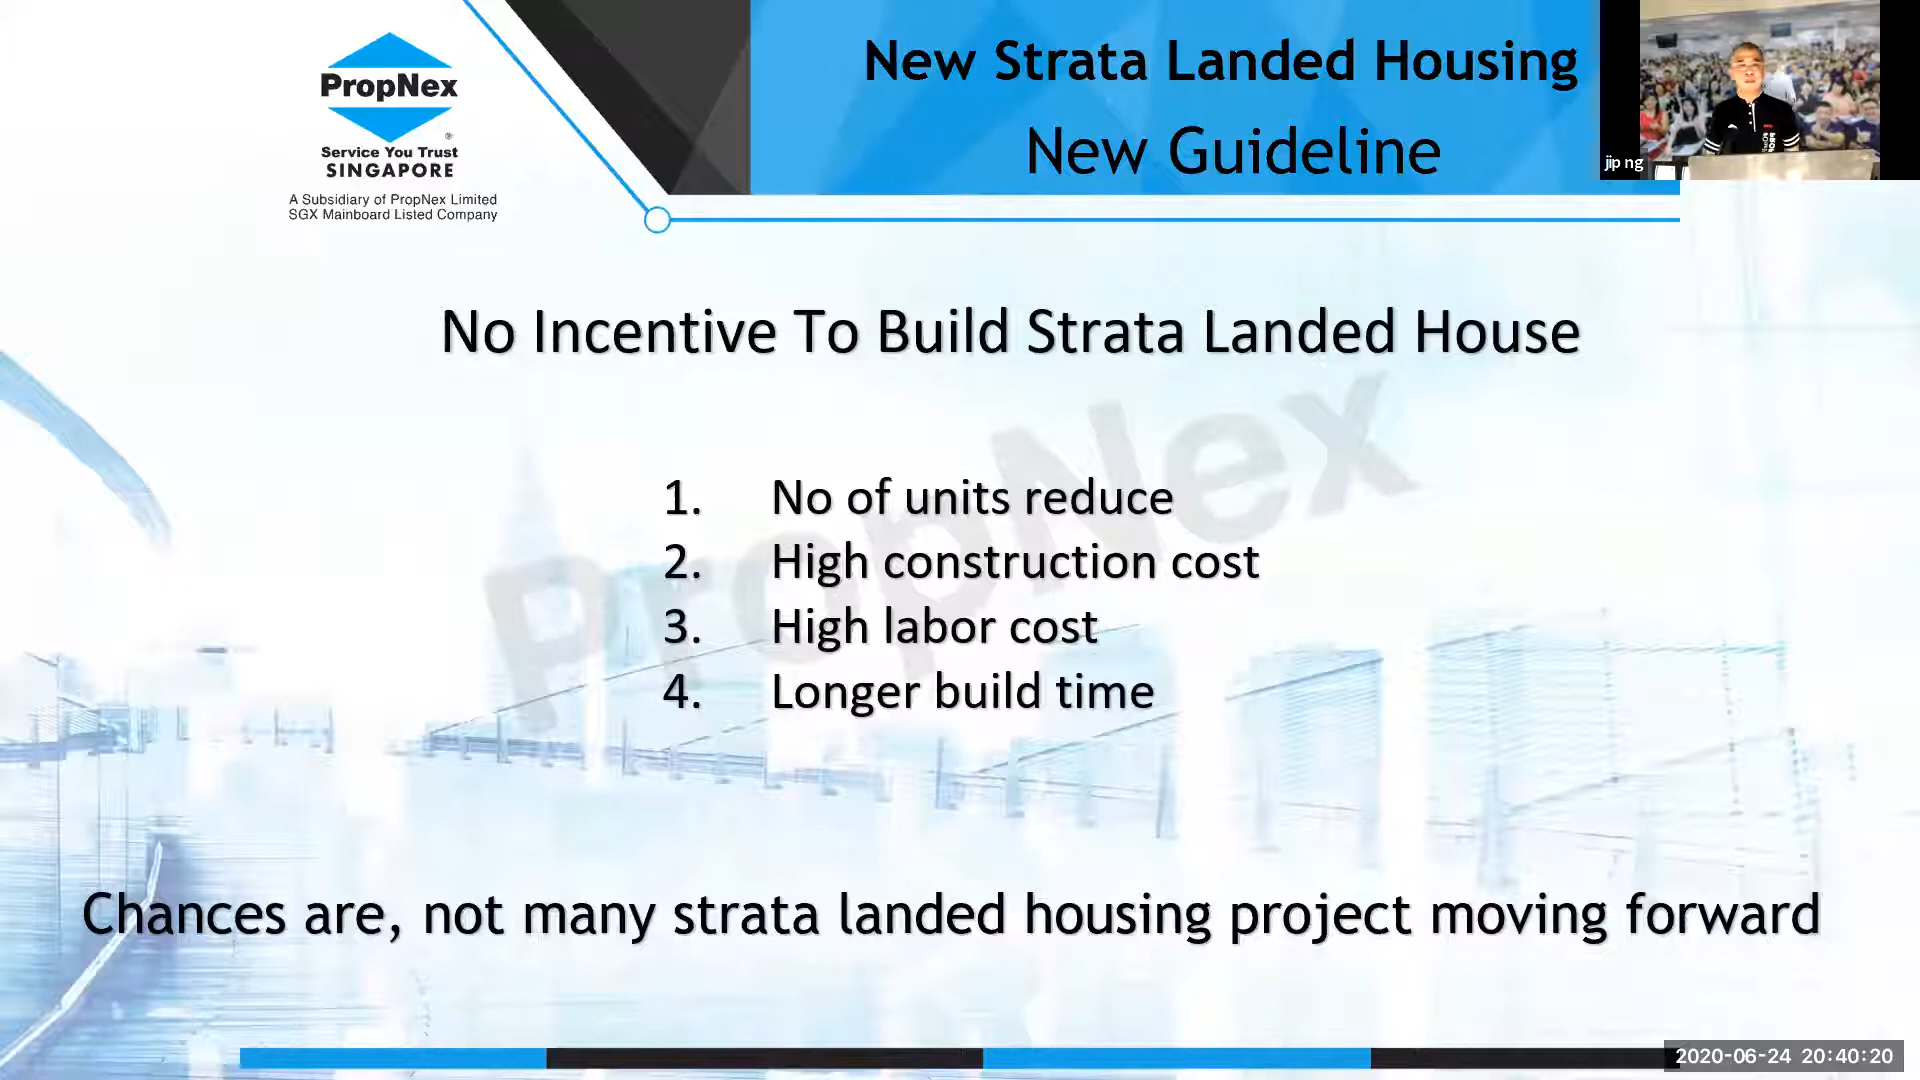 PropNex
®
Service You Trust
SINGAPORE
A Subsidiary of PropNex Limited
SGX Mainboard Listed Company
New Strata Landed Housing
New Guideline
jip ng
No Incentive To Build Strata Landed House
PropNex
1. No of units reduce
2. High construction cost
3. High labor cost
4. Longer build time
Chances are, not many strata landed housing project moving forward
2020-06-24 20:40:20